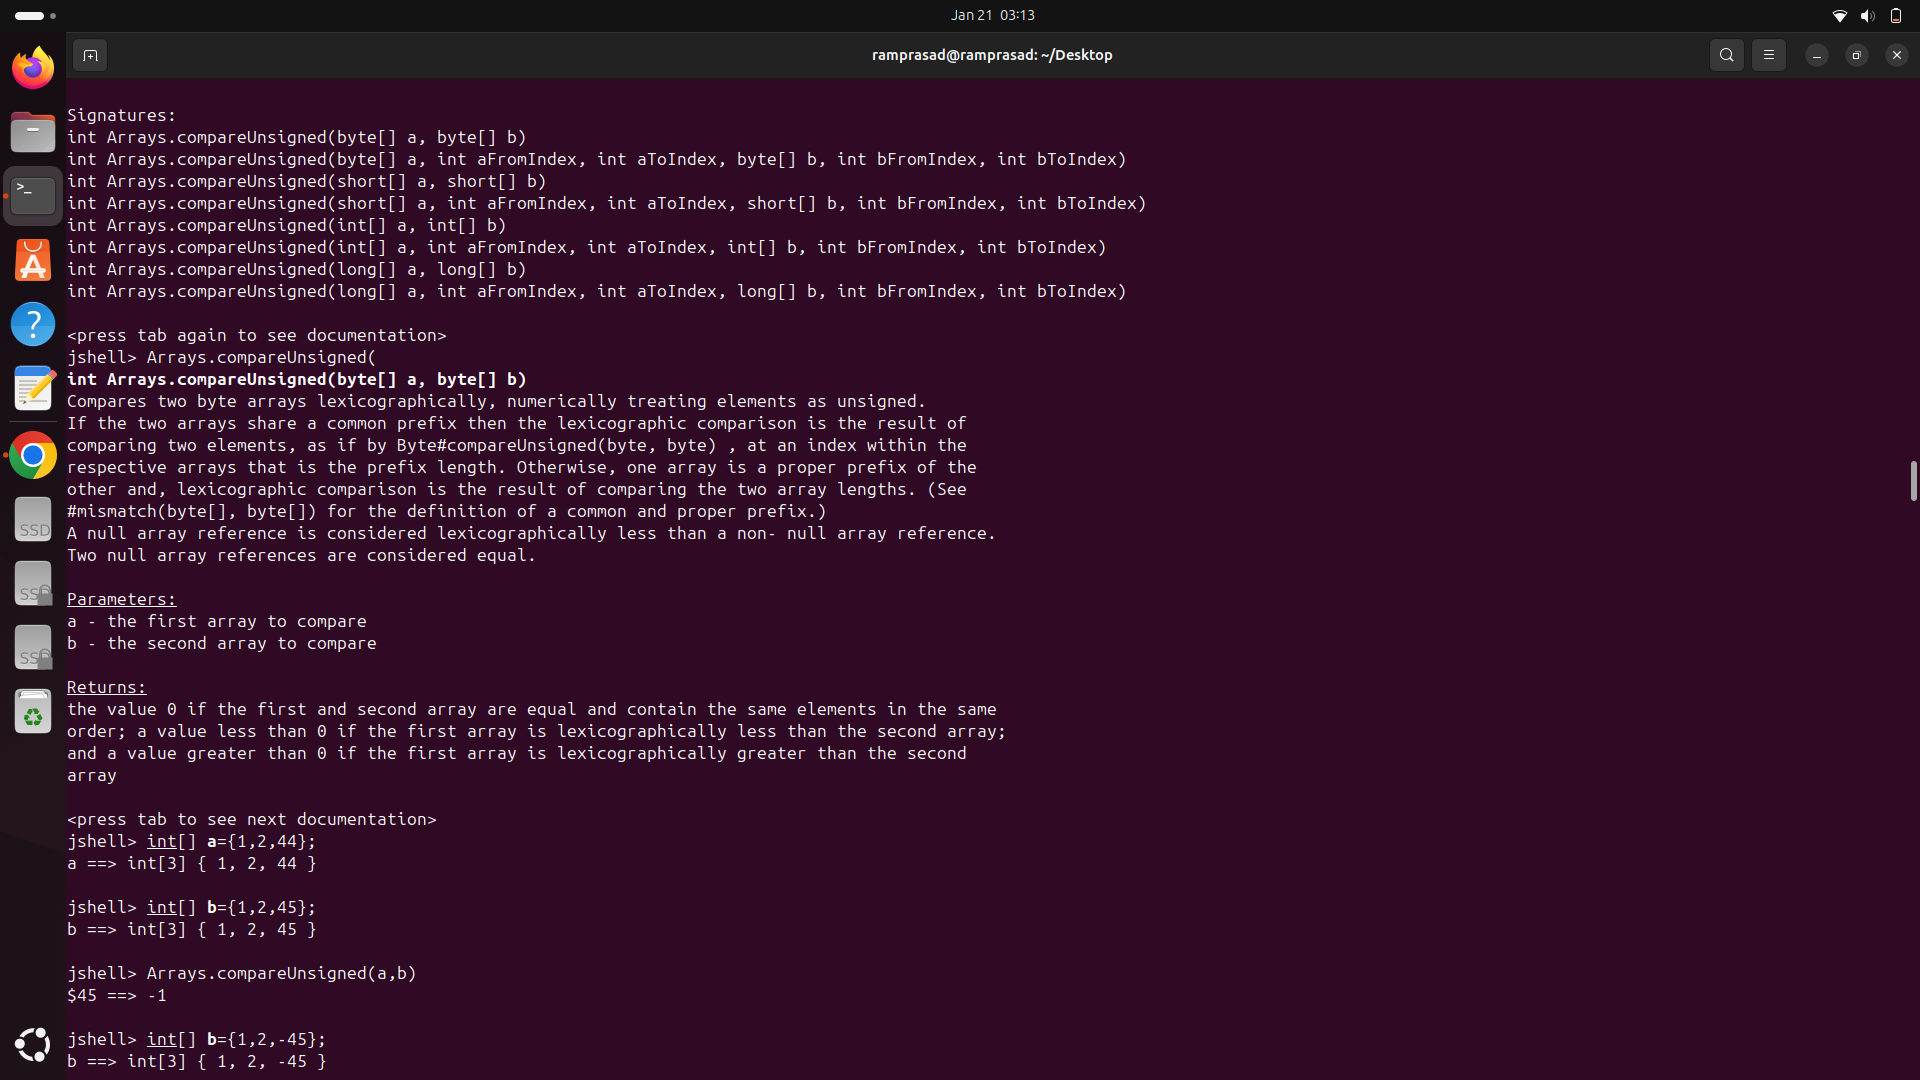 Jan 21 03:13
ramprasad@ramprasad: ~/Desktop
Signatures:
int Arrays.compareUnsigned(byte[] a, byte[] b)
int Arrays.compareUnsigned(byte[] a, int aFromIndex, int aToIndex, byte[] b, int bFromIndex, int bToIndex)
int Arrays.compareUnsigned(short[] a, short[] b)
int Arrays.compareUnsigned(short[] a, int aFromIndex, int aToIndex, short[] b, int bFromIndex, int bToIndex)
int Arrays.compareUnsigned(int[] a, int[] b)
int Arrays.compareUnsigned(int[] a, int aFromIndex, int aToIndex, int[] b, int bFromIndex, int bToIndex)
int Arrays.compareUnsigned(long[] a, long[] b)
int Arrays.compareUnsigned(long[] a, int aFromIndex, int aToIndex, long[] b, int bFromIndex, int bToIndex)
<press tab again to see documentation>
jshell> Arrays.compareUnsigned(
int Arrays.compareUnsigned(byte[] a, byte[] b)
Compares two byte arrays lexicographically, numerically treating elements as unsigned.
If the two arrays share a common prefix then the lexicographic comparison is the result of
comparing two elements, as if by Byte#compareUnsigned(byte, byte) , at an index within the
respective arrays that is the prefix length. Otherwise, one array is a proper prefix of the
other and, lexicographic comparison is the result of comparing the two array lengths. (See
#mismatch(byte[], byte[]) for the definition of a common and proper prefix.)
A null array reference is considered lexicographically less than a non- null array reference.
Two null array references are considered equal.
Parameters:
a - the first array to compare
b - the second array to compare
Returns:
the value 0 if the first and second array are equal and contain the same elements in the same
order; a value less than 0 if the first array is lexicographically less than the second array;
and a value greater than 0 if the first array is lexicographically greater than the second
array
<press tab to see next documentation>
jshell> int[] a={1,2,44};
a ==> int[3] { 1, 2, 44 }
jshell> int[] b={1,2,45};
b ==> int[3] { 1, 2, 45 }
jshell> Arrays.compareUnsigned(a,b)
$45 ==> -1
jshell> int[] b={1,2,-45};
b ==> int[3] { 1, 2, -45 }
SSD
SSD
SSD